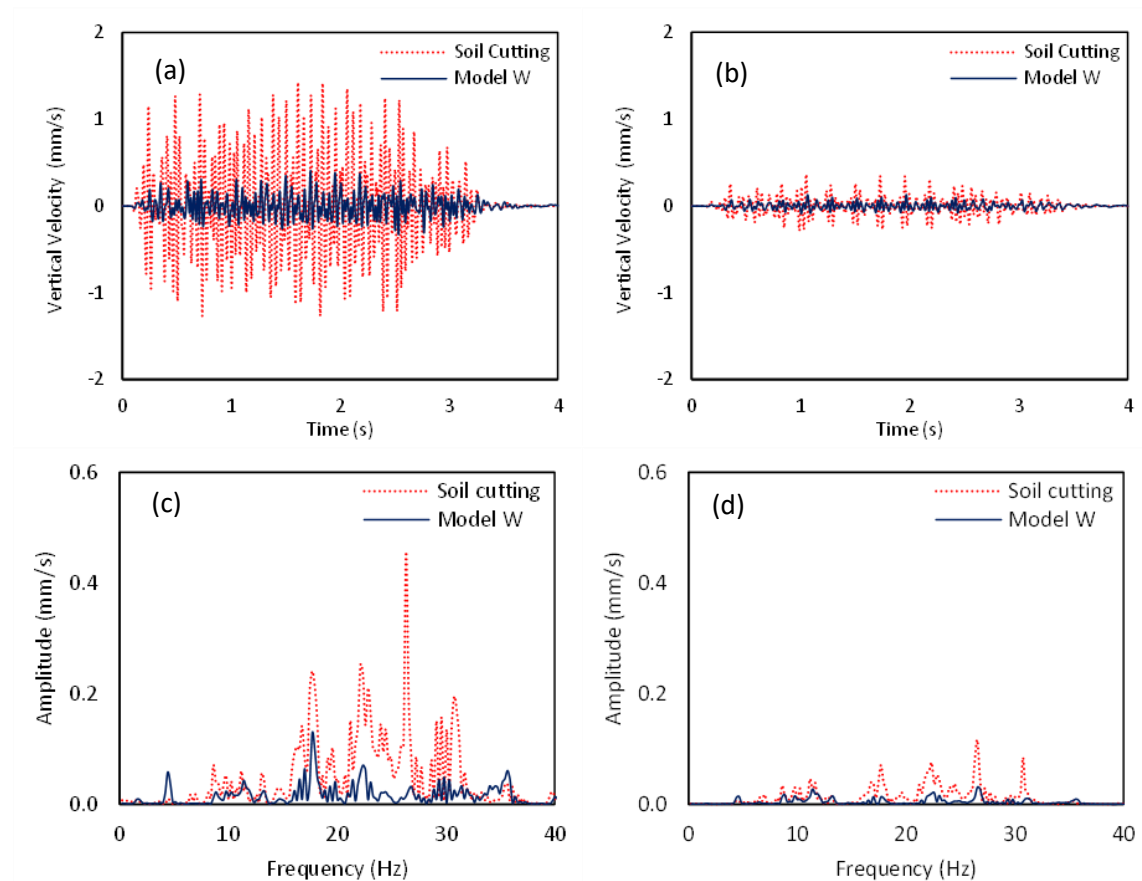 (a)
Soil Cutting
Model W
Vertical Velocity (mm/s)
2
1
0
-1
-2
0 1 2 3 4
Time (s)
(b)
Soil Cutting
Model W
Vertical Velocity (mm/s)
2
1
0
-1
-2
0 1 2 3 4
Time (s)
(c)
Soil cutting
Model W
Amplitude (mm/s)
0.6
0.4
0.2
0.0
0 10 20 30 40
Frequency (Hz)
(d)
Soil cutting
Model W
Amplitude (mm/s)
0.6
0.4
0.2
0.0
0 10 20 30 40
Frequency (Hz)